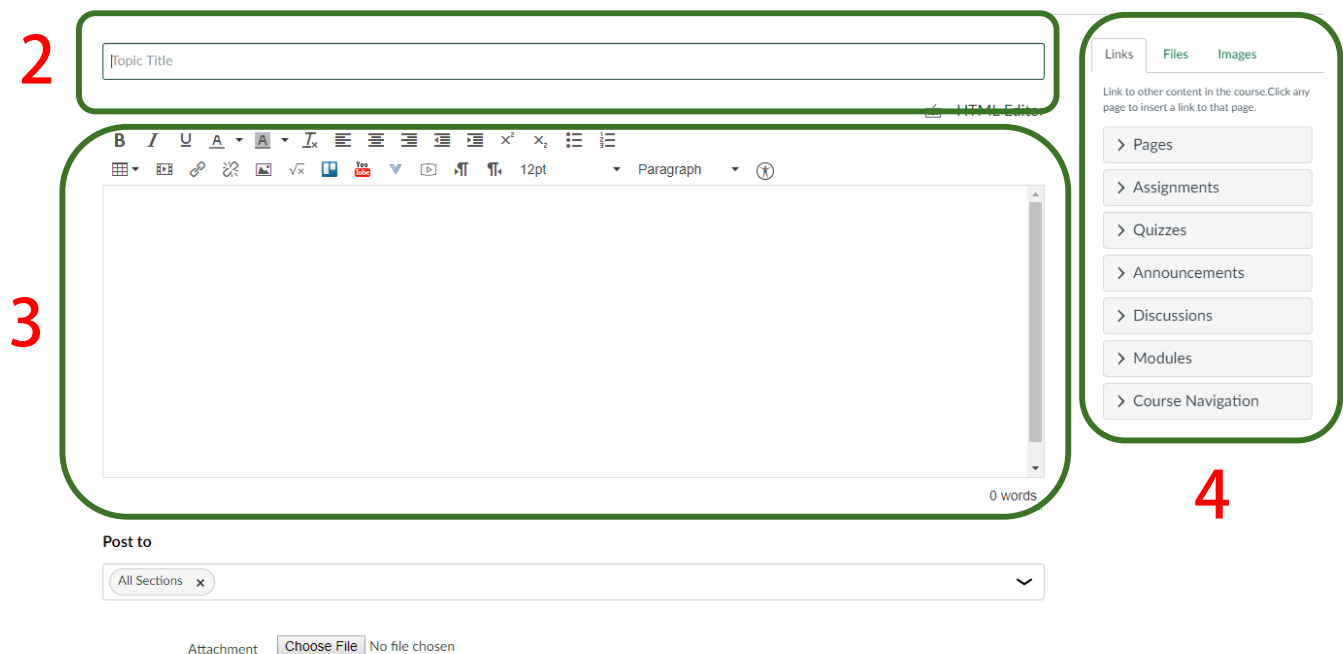 2
Topic Title
HTML Editor
3
B I U A A Tx x² x₂
√x You Tube V 12pt Paragraph
0 words
Post to
All Sections x
Attachment Choose File No file chosen
Links Files Images
Link to other content in the course.Click any
page to insert a link to that page.
Pages
Assignments
Quizzes
Announcements
Discussions
Modules
Course Navigation
4